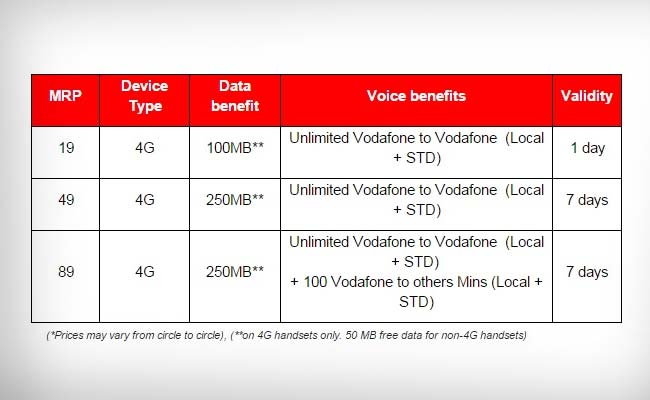 MRP
Device
Type
Data
benefit
Voice benefits
Validity
19
4G
100MB**
Unlimited Vodafone to Vodafone (Local
+ STD)
1 day
49
4G
250MB**
Unlimited Vodafone to Vodafone (Local
+ STD)
7 days
89
4G
250MB**
Unlimited Vodafone to Vodafone (Local
+ STD)
+ 100 Vodafone to others Mins (Local +
STD)
7 days
(*Prices may vary from circle to circle), (**on 4G handsets only. 50 MB free data for non-4G handsets)